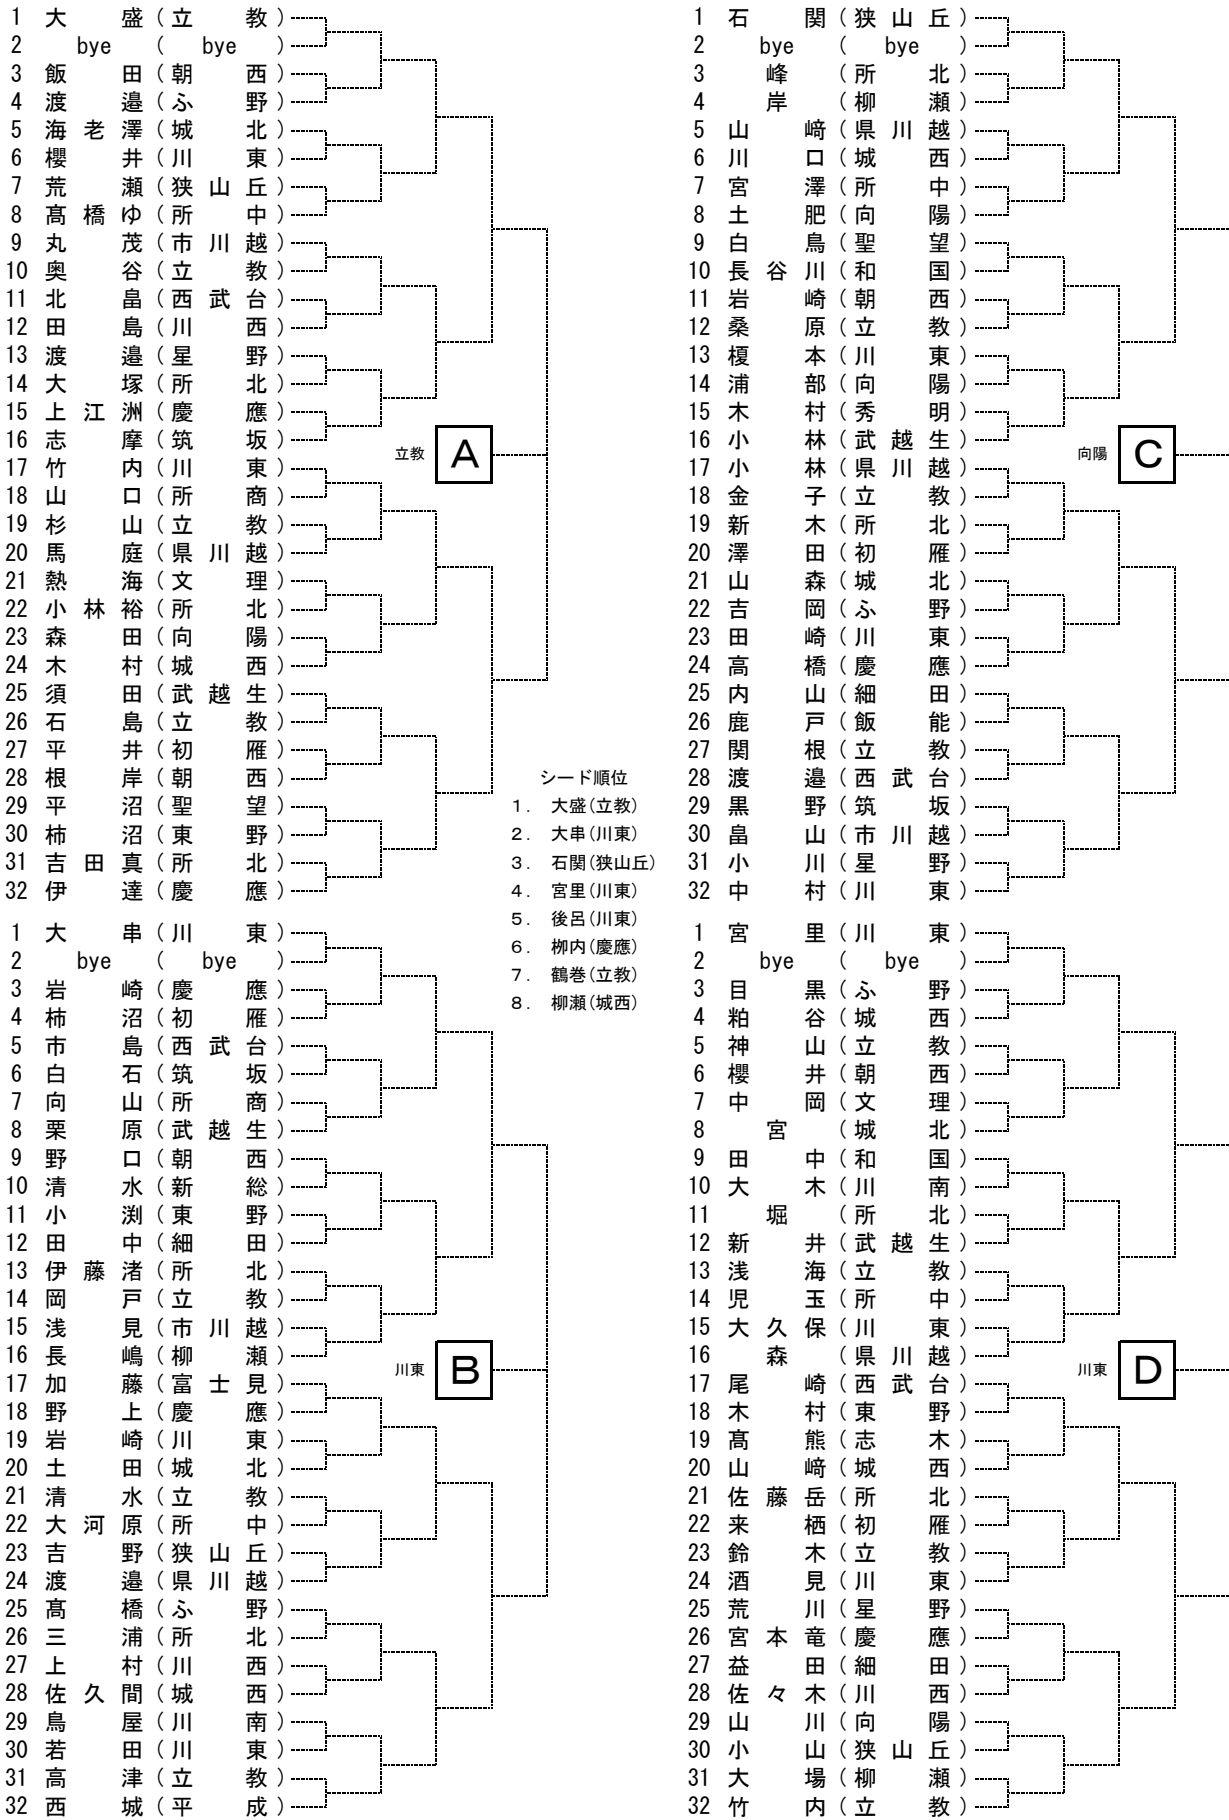 1 大盛(立教)
2 bye(bye)
3 飯田(朝西)
4 渡邉(ふ野)
5 海老澤(城北)
6 櫻井(川東)
7 荒瀬(狭山丘)
8 髙橋ゆ(所中)
9 丸茂(市川越)
10 奥谷(立教)
11 北畠(西武台)
12 田島(川西)
13 渡邉(星野)
14 大塚(所北)
15 上江洲(慶應)
16 志摩(筑坂)
17 竹内(川東)
18 山口(所商)
19 杉山(立教)
20 馬庭(県川越)
21 熱海(文理)
22 小林裕(所北)
23 森田(向陽)
24 木村(城西)
25 須田(武越生)
26 石島(立教)
27 平井(初雁)
28 根岸(朝西)
29 平沼(聖望)
30 柿沼(東野)
31 吉田真(所北)
32 伊達(慶應)
立教 A
1 大串(川東)
2 bye(bye)
3 岩崎(慶應)
4 柿沼(初雁)
5 市島(西武台)
6 白石(筑坂)
7 向山(所商)
8 栗原(武越生)
9 野口(朝西)
10 清水(新総)
11 小渕(東野)
12 田中(細田)
13 伊藤渚(所北)
14 岡戸(立教)
15 浅見(市川越)
16 長嶋(柳瀬)
17 加藤(富士見)
18 野上(慶應)
19 岩崎(川東)
20 土田(城北)
21 清水(立教)
22 大河原(所中)
23 吉野(狭山丘)
24 渡邉(県川越)
25 髙橋(ふ野)
26 三浦(所北)
27 上村(川西)
28 佐久間(城西)
29 鳥屋(川南)
30 若田(川東)
31 高津(立教)
32 西城(平成)
川東 B
シード順位
1. 大盛(立教)
2. 大串(川東)
3. 石関(狭山丘)
4. 宮里(川東)
5. 後呂(川東)
6. 栁内(慶應)
7. 鶴巻(立教)
8. 柳瀬(城西)
1 石関(狭山丘)
2 bye(bye)
3 峰(所北)
4 岸(柳瀬)
5 山﨑(県川越)
6 川口(城西)
7 宮澤(所中)
8 土肥(向陽)
9 白鳥(聖望)
10 長谷川(和国)
11 岩崎(朝西)
12 桑原(立教)
13 榎本(川東)
14 浦部(向陽)
15 木村(秀明)
16 小林(武越生)
17 小林(県川越)
18 金子(立教)
19 新木(所北)
20 澤田(初雁)
21 山森(城北)
22 吉岡(ふ野)
23 田崎(川東)
24 高橋(慶應)
25 内山(細田)
26 鹿戸(飯能)
27 関根(立教)
28 渡邉(西武台)
29 黒野(筑坂)
30 畠山(市川越)
31 小川(星野)
32 中村(川東)
向陽 C
1 宮里(川東)
2 bye(bye)
3 目黒(ふ野)
4 粕谷(城西)
5 神山(立教)
6 櫻井(朝西)
7 中岡(文理)
8 宮(城北)
9 田中(和国)
10 大木(川南)
11 堀(所北)
12 新井(武越生)
13 浅海(立教)
14 児玉(所中)
15 大久保(川東)
16 森(県川越)
17 尾崎(西武台)
18 木村(東野)
19 髙熊(志木)
20 山﨑(城西)
21 佐藤岳(所北)
22 来栖(初雁)
23 鈴木(立教)
24 酒見(川東)
25 荒川(星野)
26 宮本竜(慶應)
27 益田(細田)
28 佐々木(川西)
29 山川(向陽)
30 小山(狭山丘)
31 大場(柳瀬)
32 竹内(立教)
川東 D